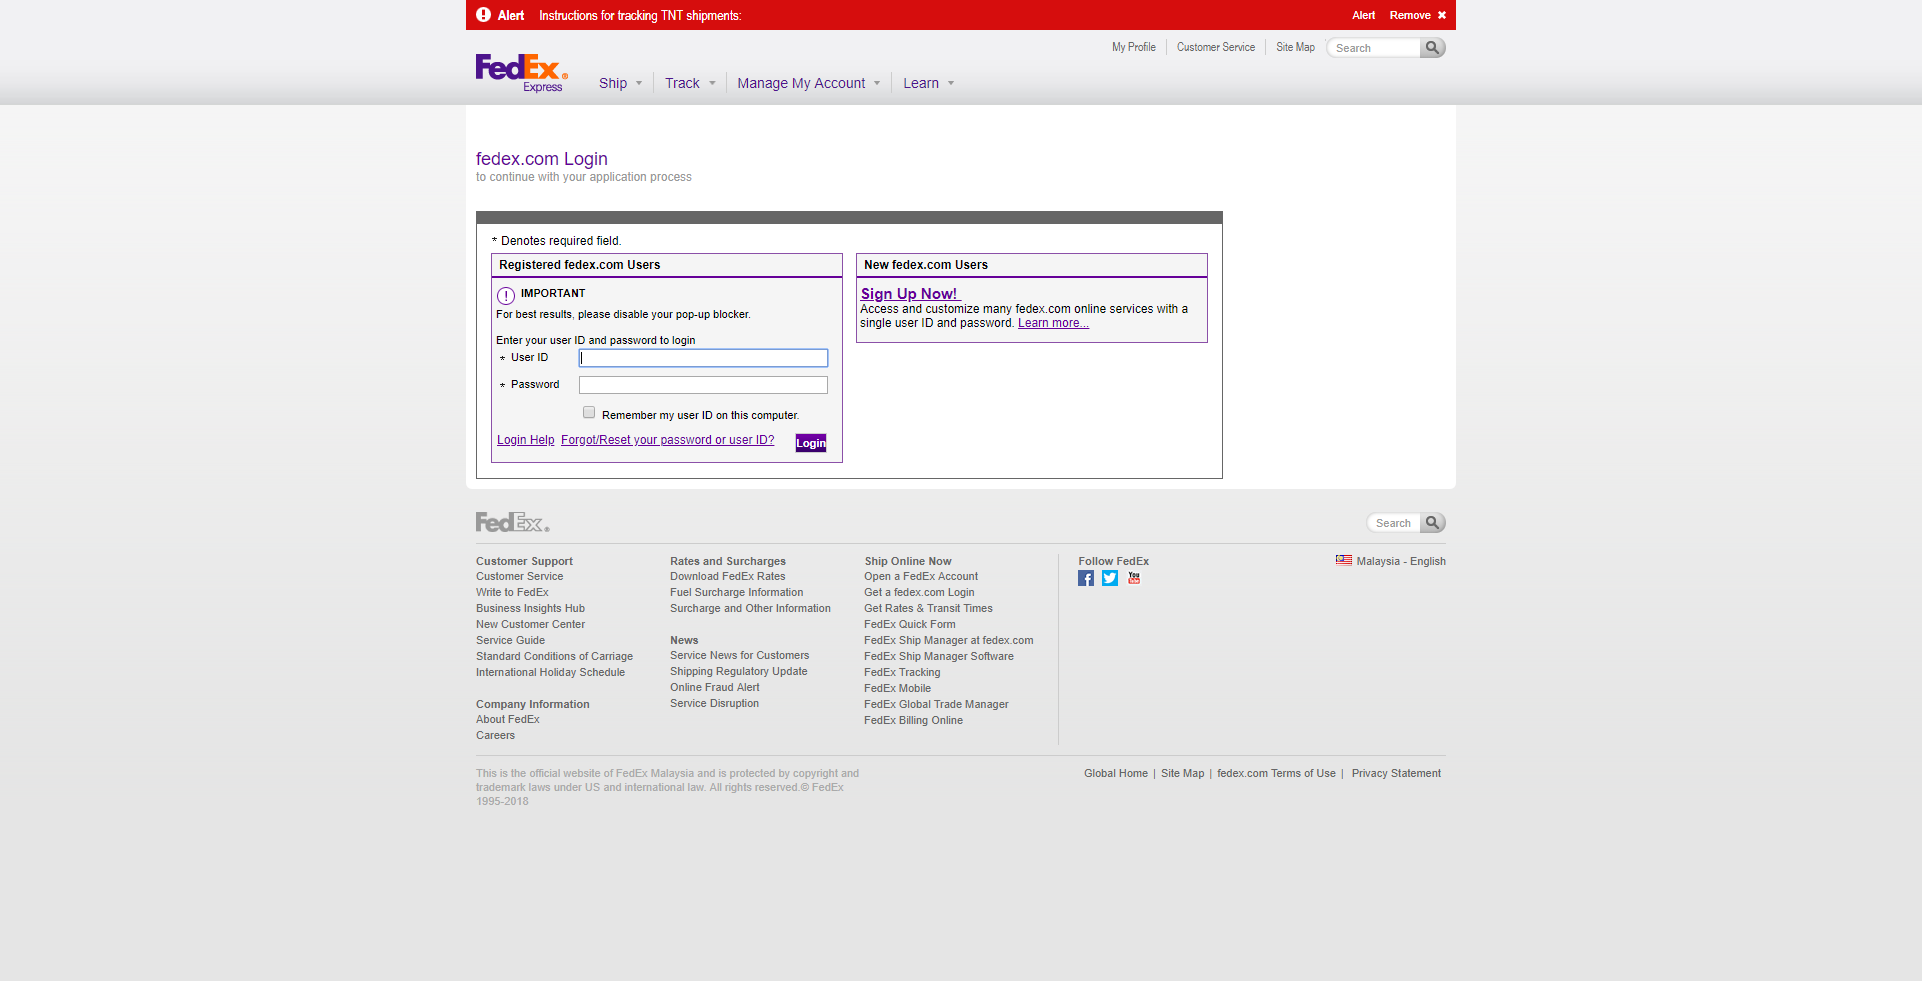 Alert Instructions for tracking TNT shipments: Alert Remove
My Profile Customer Service Site Map Search
FedEx®
Express
Ship Track Manage My Account Learn
fedex.com Login
to continue with your application process
* Denotes required field.
Registered fedex.com Users
IMPORTANT
For best results, please disable your pop-up blocker.
Enter your user ID and password to login
* User ID
* Password
Remember my user ID on this computer.
Login Help Forgot/Reset your password or user ID? Login
New fedex.com Users
Sign Up Now!
Access and customize many fedex.com online services with a
single user ID and password. Learn more...
FedEx® Search
Customer Support
Customer Service
Write to FedEx
Business Insights Hub
New Customer Center
Service Guide
Standard Conditions of Carriage
International Holiday Schedule
Company Information
About FedEx
Careers
Rates and Surcharges
Download FedEx Rates
Fuel Surcharge Information
Surcharge and Other Information
News
Service News for Customers
Shipping Regulatory Update
Online Fraud Alert
Service Disruption
Ship Online Now
Open a FedEx Account
Get a fedex.com Login
Get Rates & Transit Times
FedEx Quick Form
FedEx Ship Manager at fedex.com
FedEx Ship Manager Software
FedEx Tracking
FedEx Mobile
FedEx Global Trade Manager
FedEx Billing Online
Follow FedEx
You Tube
Malaysia - English
This is the official website of FedEx Malaysia and is protected by copyright and
trademark laws under US and international law. All rights reserved.© FedEx
1995-2018
Global Home | Site Map | fedex.com Terms of Use | Privacy Statement